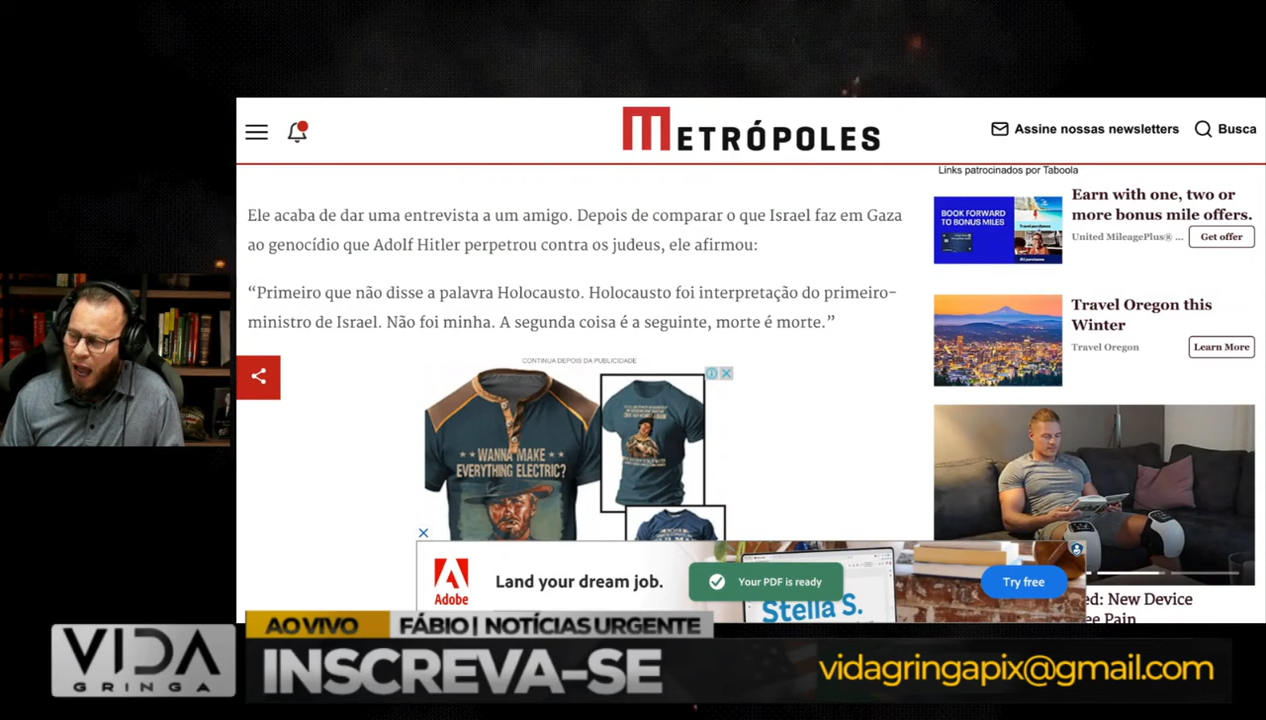 METRÓPOLES
Assine nossas newsletters
Busca
Links patrocinados por Taboola
Ele acaba de dar uma entrevista a um amigo. Depois de comparar o que Israel faz em Gaza
ao genocídio que Adolf Hitler perpetrou contra os judeus, ele afirmou:
“Primeiro que não disse a palavra Holocausto. Holocausto foi interpretação do primeiro-
ministro de Israel. Não foi minha. A segunda coisa é a seguinte, morte é morte.”
CONTINUA DEPOIS DA PUBLICIDADE
WANNA MAKE
EVERYTHING ELECTRIC?
BOOK FORWARD
TO BONUS MILES
Earn with one, two or
more bonus mile offers.
United MileagePlus® ...
Get offer
Travel Oregon this
Winter
Travel Oregon
Learn More
Adobe
Land your dream job.
Your PDF is ready
Stella S.
Try free
ed: New Device
ee Pain
AO VIVO
FÁBIO | NOTÍCIAS URGENTE
VIDA
GRINGA
INSCREVA-SE
vidagringapix@gmail.com